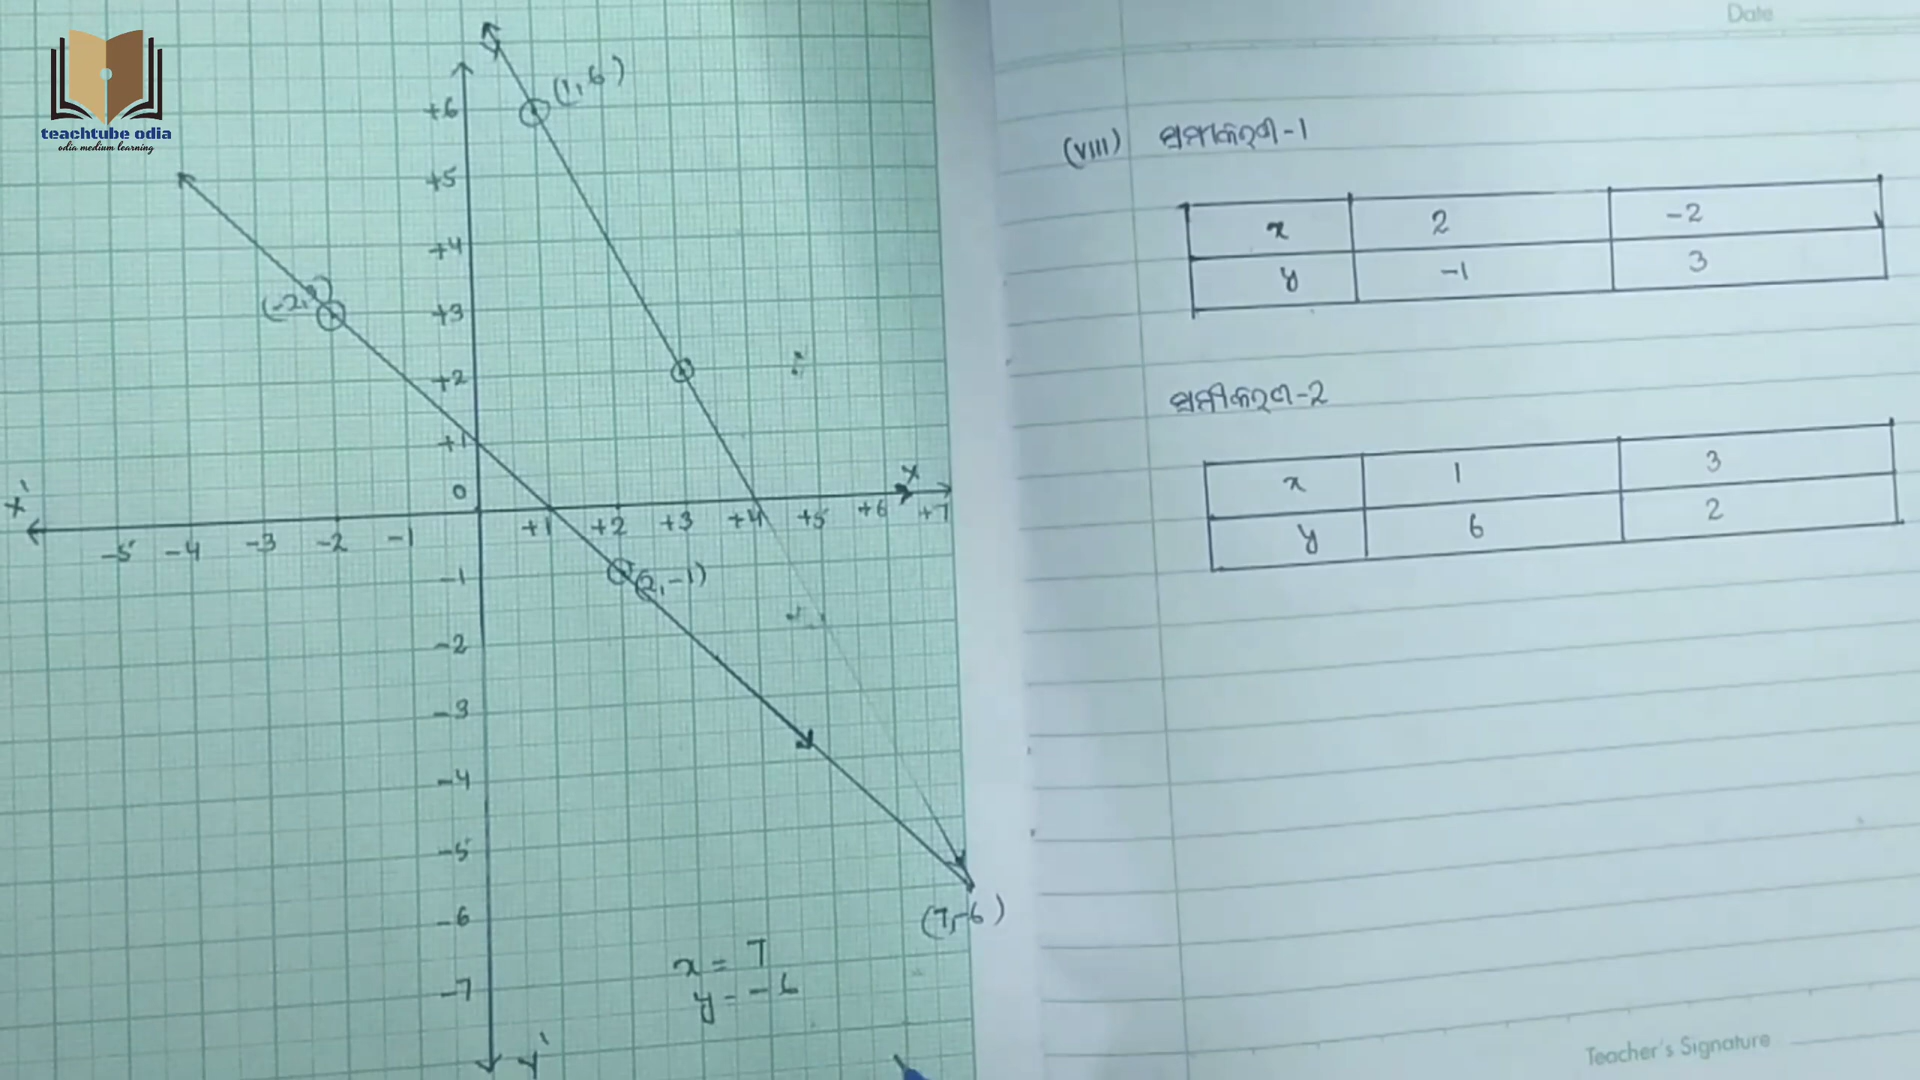 teachtube odia
odia medium learning
Date
(1, 6)
+6
+5
+4
(-2,3)
+3
+2
+1
0
X'
X
-5 -4 -3 -2 -1 +1 +2 +3 +4 +5 +6 +7
-1
(2, -1)
-2
-3
-4
-5
-6
-7
(7,-6)
x = 7
y = -6
Y'
(VIII) ସମୀକରଣ-1
x 2 -2
y -1 3
ସମୀକରଣ-2
x 1 3
y 6 2
Teacher's Signature